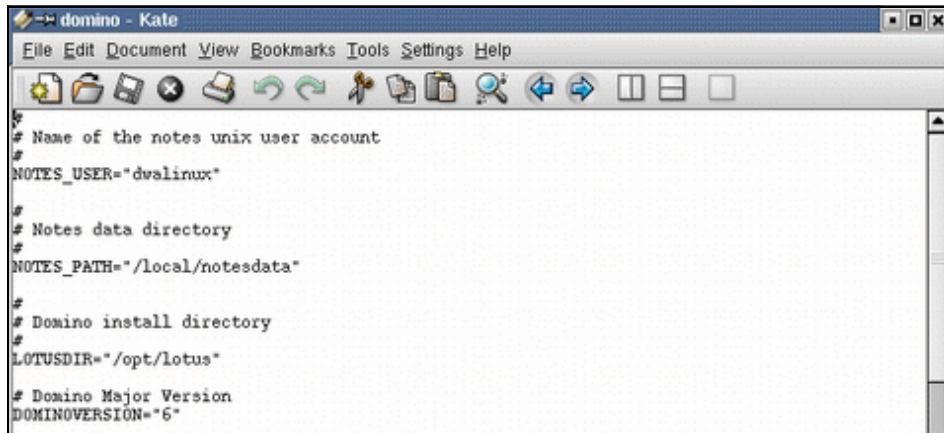 domino - Kate
File Edit Document View Bookmarks Tools Settings Help
#
# Name of the notes unix user account
#
NOTES_USER="dwalinux"
#
# Notes data directory
#
NOTES_PATH="/local/notesdata"
#
# Domino install directory
#
LOTUSDIR="/opt/lotus"
# Domino Major Version
DOMINOVERSION="6"